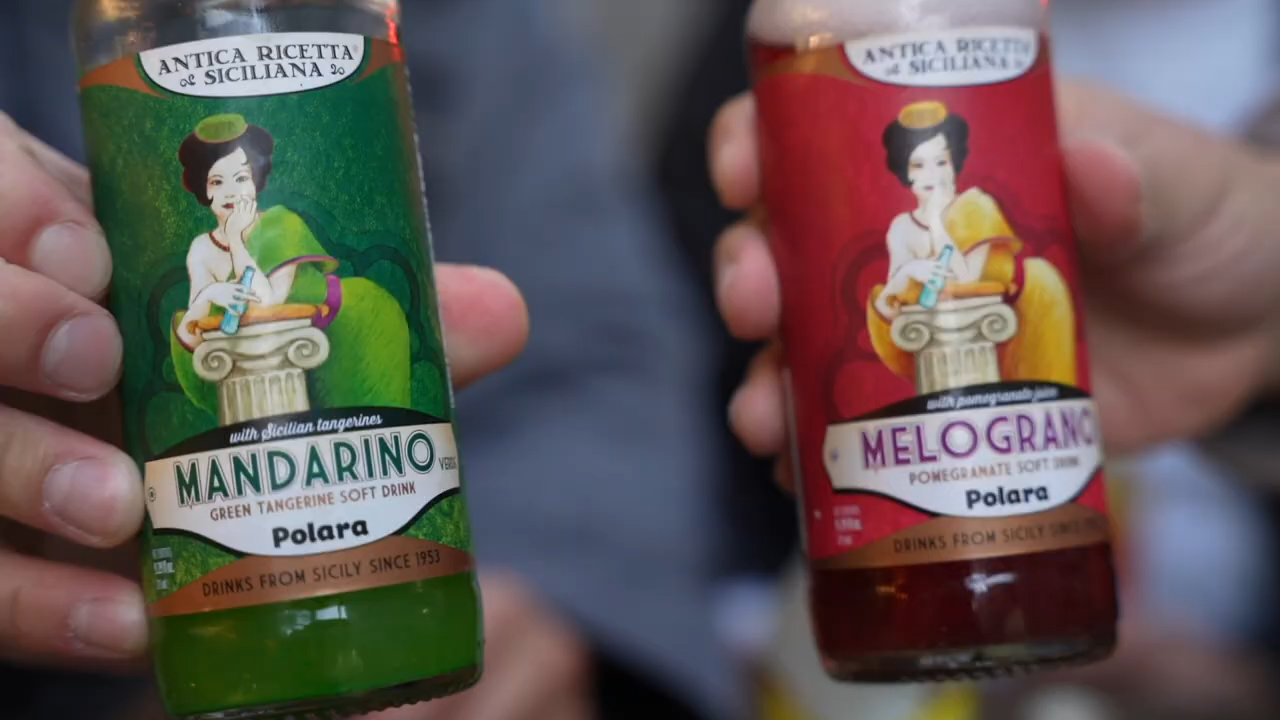 ANTICA RICETTA
SICILIANA
with Sicilian tangerines
MANDARINO
GREEN TANGERINE SOFT DRINK
Polara
DRINKS FROM SICILY SINCE 1953
ANTICA RICETTA
SICILIANA
with pomegranate juice
MELOGRANO
POMEGRANATE SOFT DRINK
Polara
DRINKS FROM SICILY SINCE